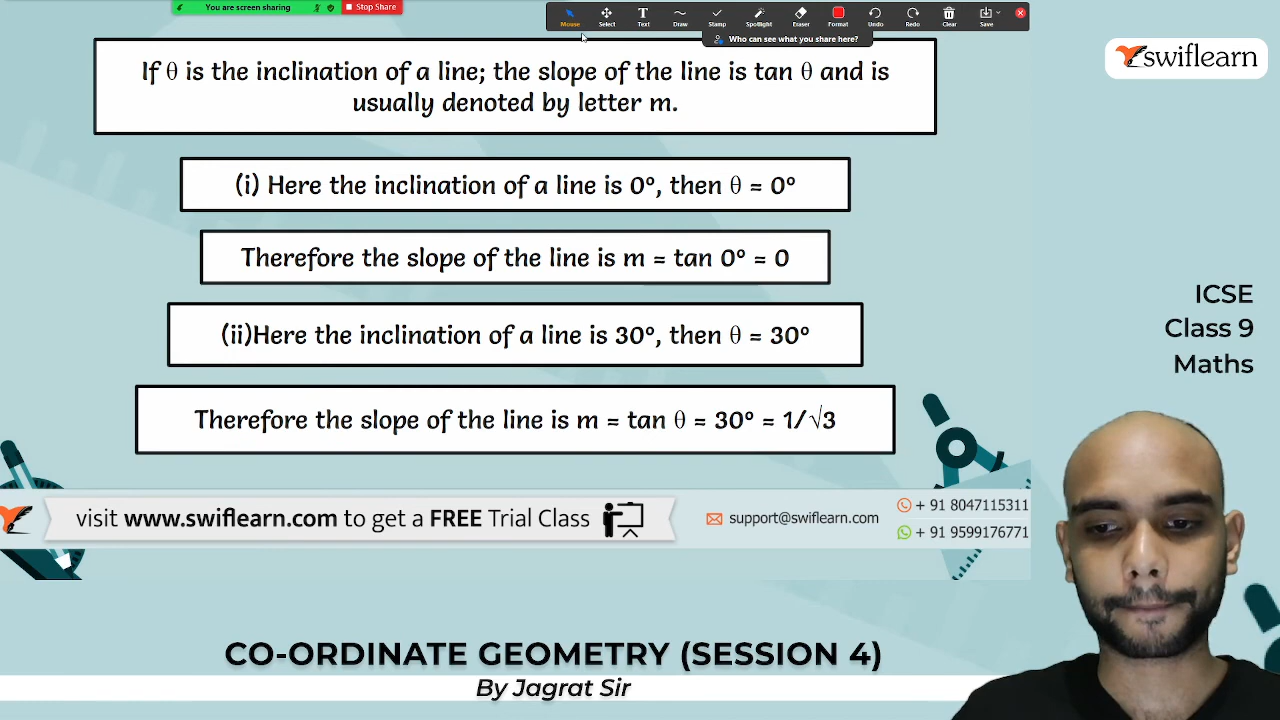 You are screen sharing
Stop Share
Mouse
Select
Text
Draw
Stamp
Spotlight
Eraser
Format
Undo
Redo
Clear
Save
Who can see what you share here?
swiflearn
If θ is the inclination of a line; the slope of the line is tan θ and is
usually denoted by letter m.
(i) Here the inclination of a line is 0°, then θ = 0°
Therefore the slope of the line is m = tan 0° = 0
(ii)Here the inclination of a line is 30°, then θ = 30°
Therefore the slope of the line is m = tan θ = 30° = 1/√3
ICSE
Class 9
Maths
visit www.swiflearn.com to get a FREE Trial Class
support@swiflearn.com
+ 91 8047115311
+ 91 9599176771
CO-ORDINATE GEOMETRY (SESSION 4)
By Jagrat Sir